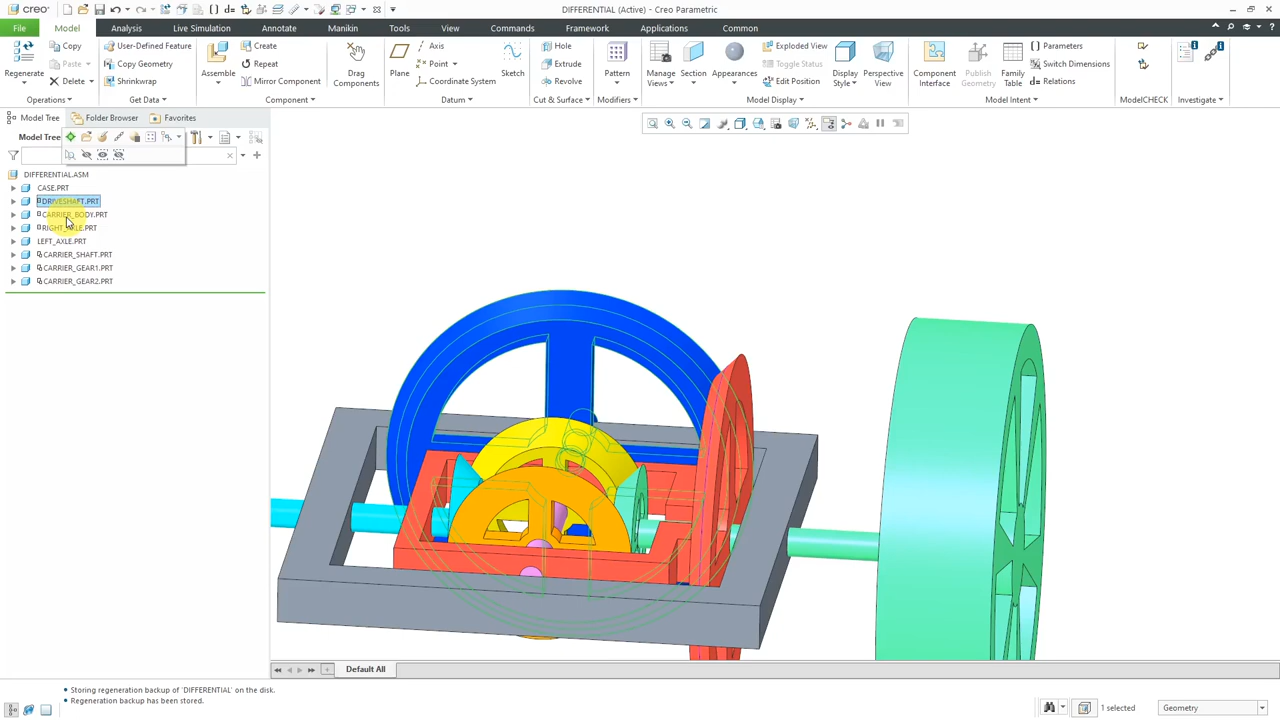 creo
DIFFERENTIAL (Active) - Creo Parametric
File Model Analysis Live Simulation Annotate Manikin Tools View Commands Framework Applications Common
Regenerate
Copy
Paste
Delete
Operations
User-Defined Feature
Copy Geometry
Shrinkwrap
Get Data
Assemble
Create
Repeat
Mirror Component
Component
Drag Components
Plane
Axis
Point
Coordinate System
Sketch
Datum
Hole
Extrude
Revolve
Cut & Surface
Pattern
Modifiers
Manage Views
Section
Appearances
Exploded View
Toggle Status
Edit Position
Display Style
Perspective View
Model Display
Component Interface
Publish Geometry
Family Table
Parameters
Switch Dimensions
Relations
Model Intent
ModelCHECK
Investigate
Model Tree Folder Browser Favorites
Model Tree
DIFFERENTIAL.ASM
CASE.PRT
DRIVESHAFT.PRT
CARRIER_BODY.PRT
RIGHT_AXLE.PRT
LEFT_AXLE.PRT
CARRIER_SHAFT.PRT
CARRIER_GEAR1.PRT
CARRIER_GEAR2.PRT
Default All
Storing regeneration backup of 'DIFFERENTIAL' on the disk.
Regeneration backup has been stored.
1 selected
Geometry